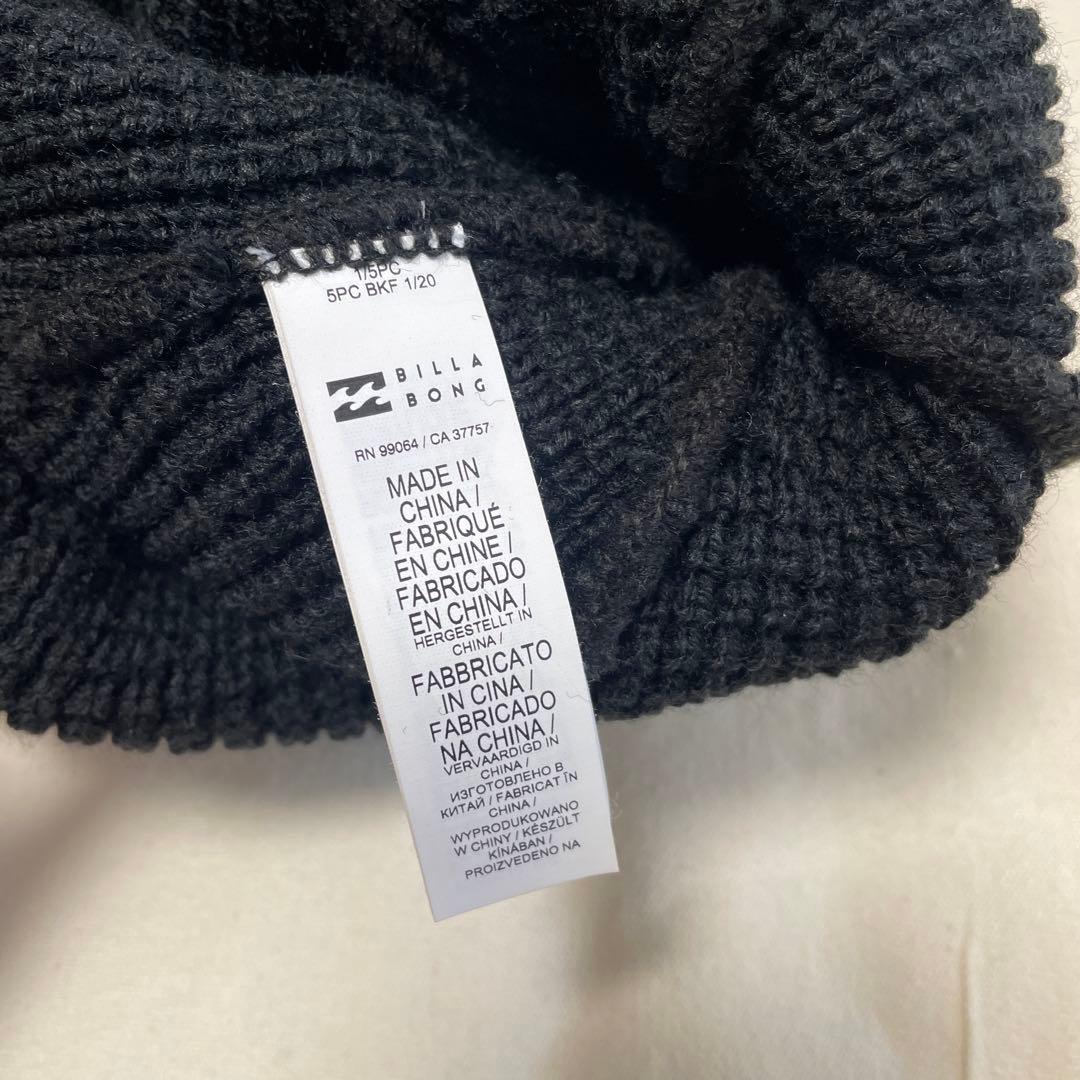 1/5PC
5PC BKF 1/20
BILLA
BONG
RN 99064 / CA 37757
MADE IN
CHINA /
FABRIQUÉ
EN CHINE /
FABRICADO
EN CHINA /
HERGESTELLT IN
CHINA /
FABBRICATO
IN CINA /
FABRICADO
NA CHINA /
VERVAARDIGD IN
CHINA /
ИЗГОТОВЛЕНО В
КИТАЙ / FABRICAT ÎN
CHINA /
WYPRODUKOWANO
W CHINY / KÉSZÜLT
KÍNÁBAN /
PROIZVEDENO NA